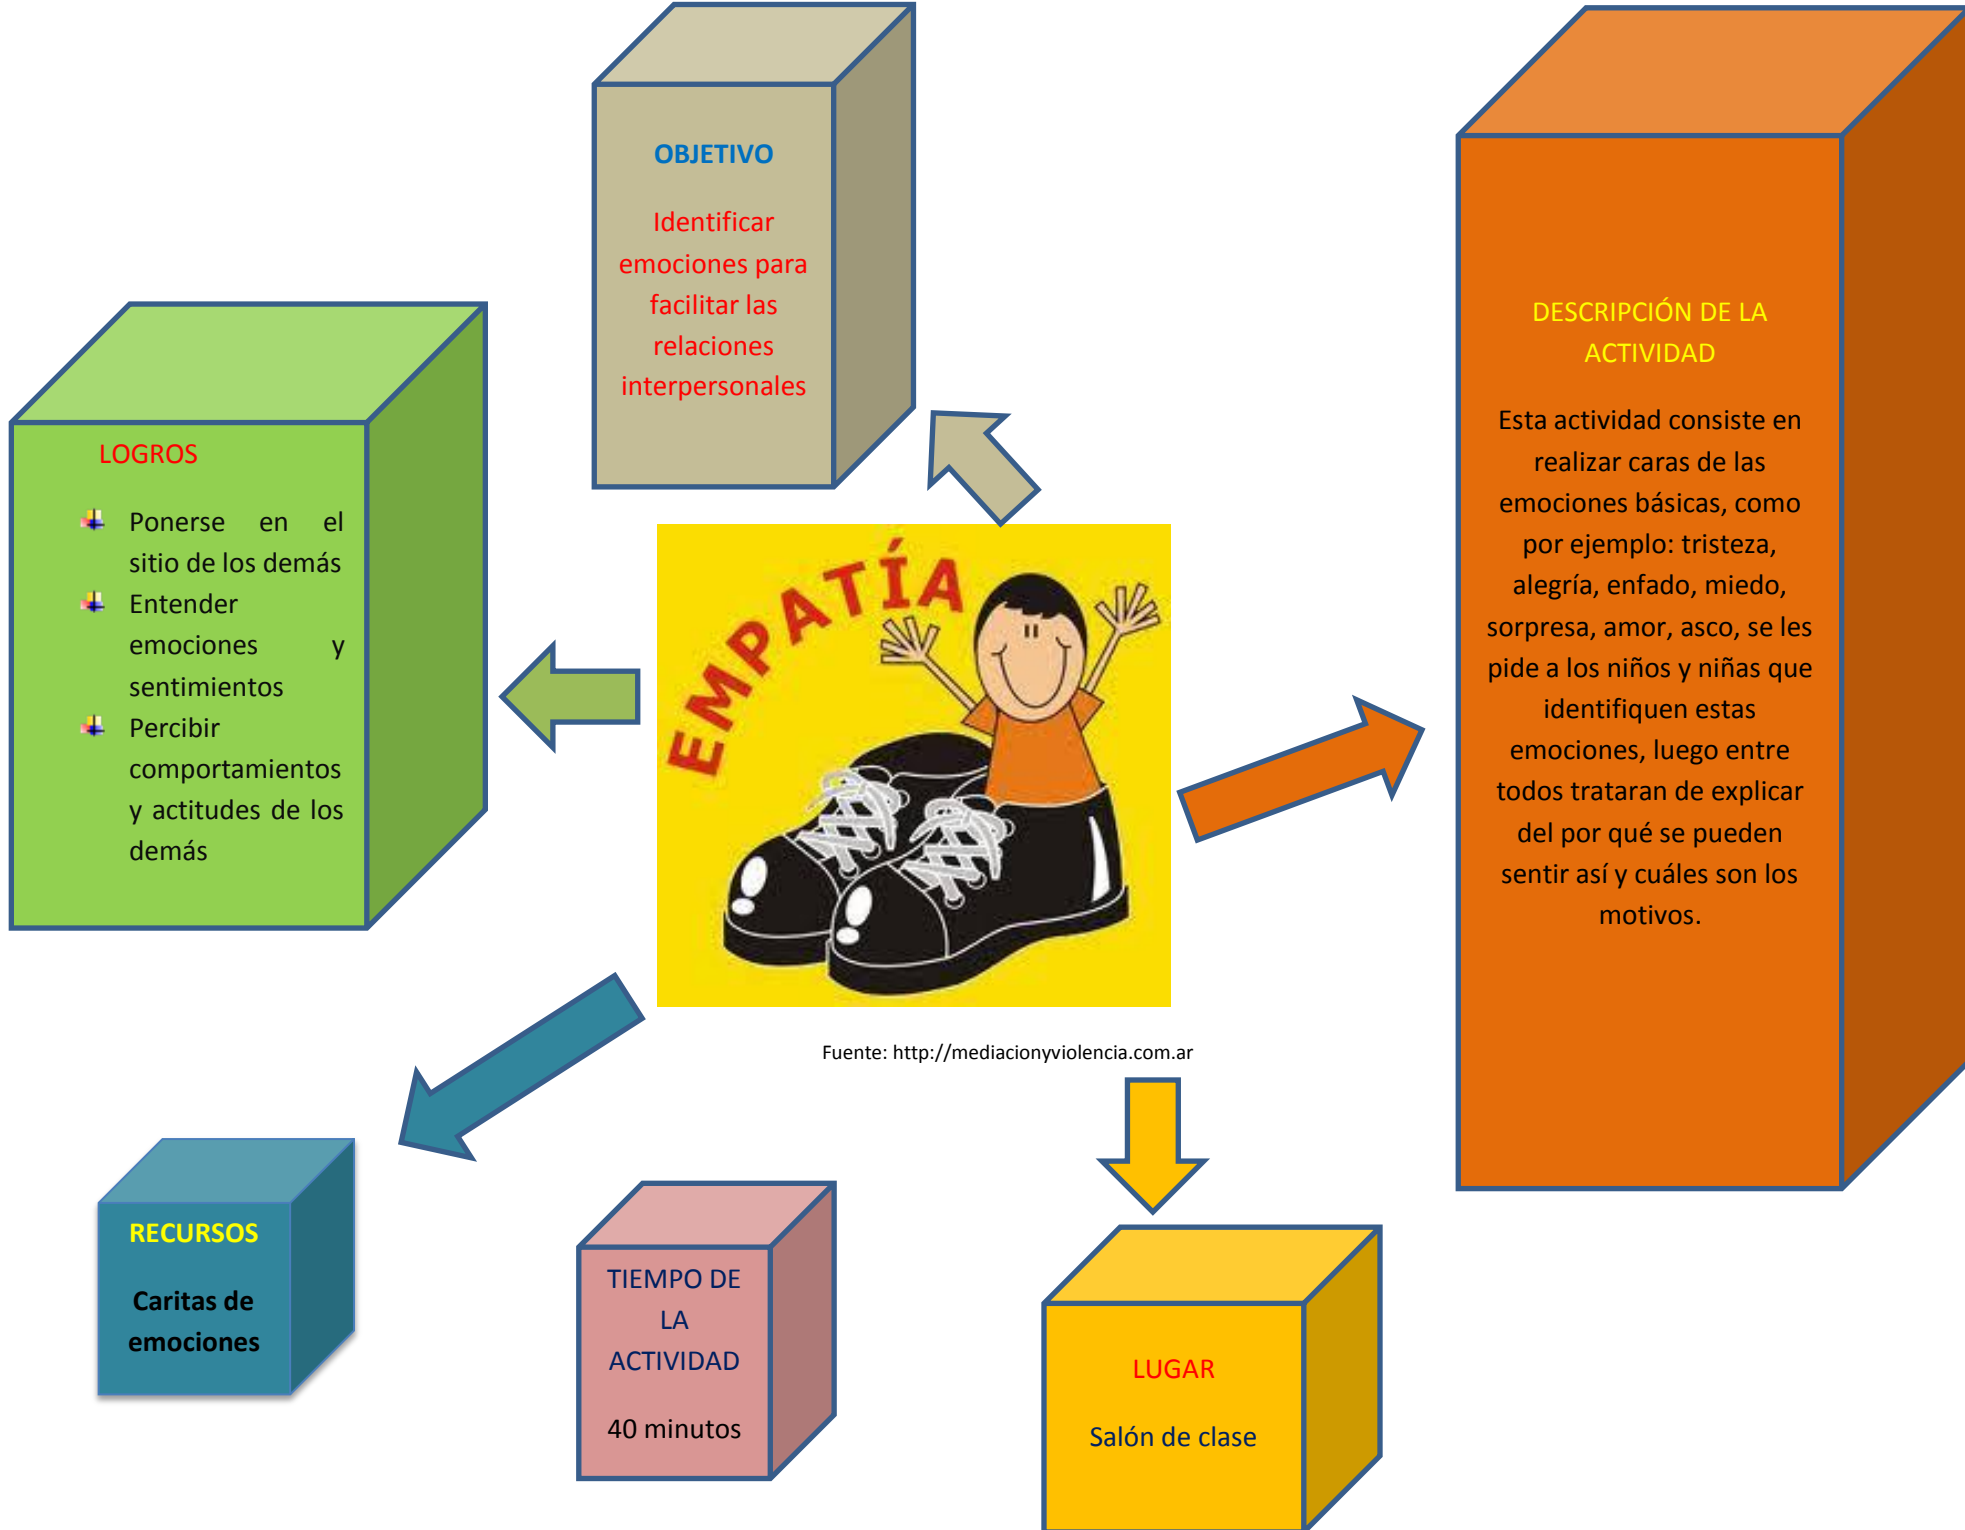 OBJETIVO
Identificar
emociones para
facilitar las
relaciones
interpersonales
LOGROS
Ponerse en el
sitio de los demás
Entender
emociones y
sentimientos
Percibir
comportamientos
y actitudes de los
demás
EMPATÍA
DESCRIPCIÓN DE LA
ACTIVIDAD
Esta actividad consiste en
realizar caras de las
emociones básicas, como
por ejemplo: tristeza,
alegría, enfado, miedo,
sorpresa, amor, asco, se les
pide a los niños y niñas que
identifiquen estas
emociones, luego entre
todos trataran de explicar
del por qué se pueden
sentir así y cuáles son los
motivos.
Fuente: http://mediacionyviolencia.com.ar
RECURSOS
Caritas de
emociones
TIEMPO DE
LA
ACTIVIDAD
40 minutos
LUGAR
Salón de clase